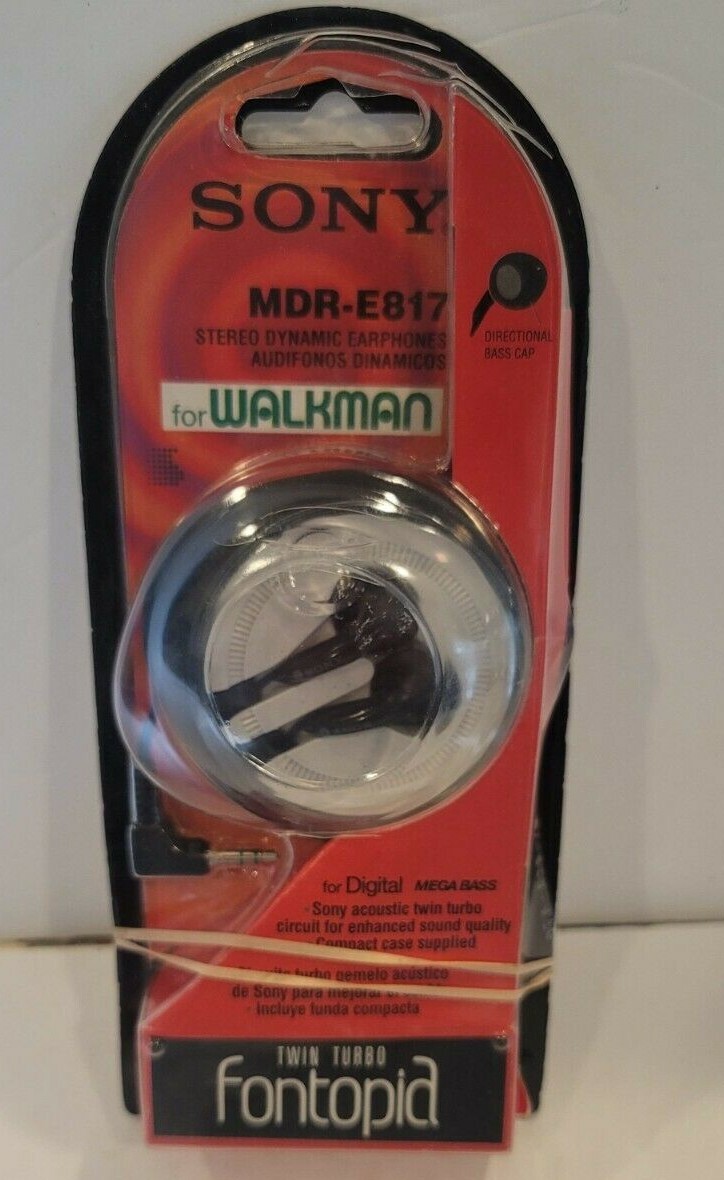 SONY
MDR-E817
STEREO DYNAMIC EARPHONES
AUDIFONOS DINAMICOS
for WALKMAN
DIRECTIONAL
BASS CAP
for Digital MEGA BASS
· Sony acoustic twin turbo
circuit for enhanced sound quality
Compact case supplied
turbo gemelo acústico
de Sony para mejorar
· Incluye funda compacta
TWIN TURBO
fontopia